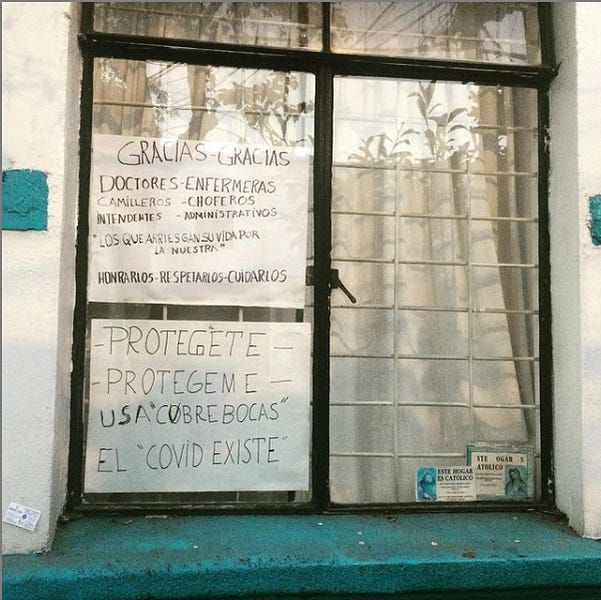 GRACIAS-GRACIAS
DOCTORES-ENFERMERAS
CAMILLEROS -CHOFEROS
INTENDENTES -ADMINISTRATIVOS
"LOS QUE ARRIESGAN SU VIDA POR
LA NUESTRA"
HONRARLOS-RESPETARLOS-CUIDARLOS
-PROTEGETE-
-PROTEGEME-
USA "CUBREBOCAS"
EL "COVID EXISTE"
ESTE HOGAR
ES CATÓLICO
STE OGAR S
ATOLICO